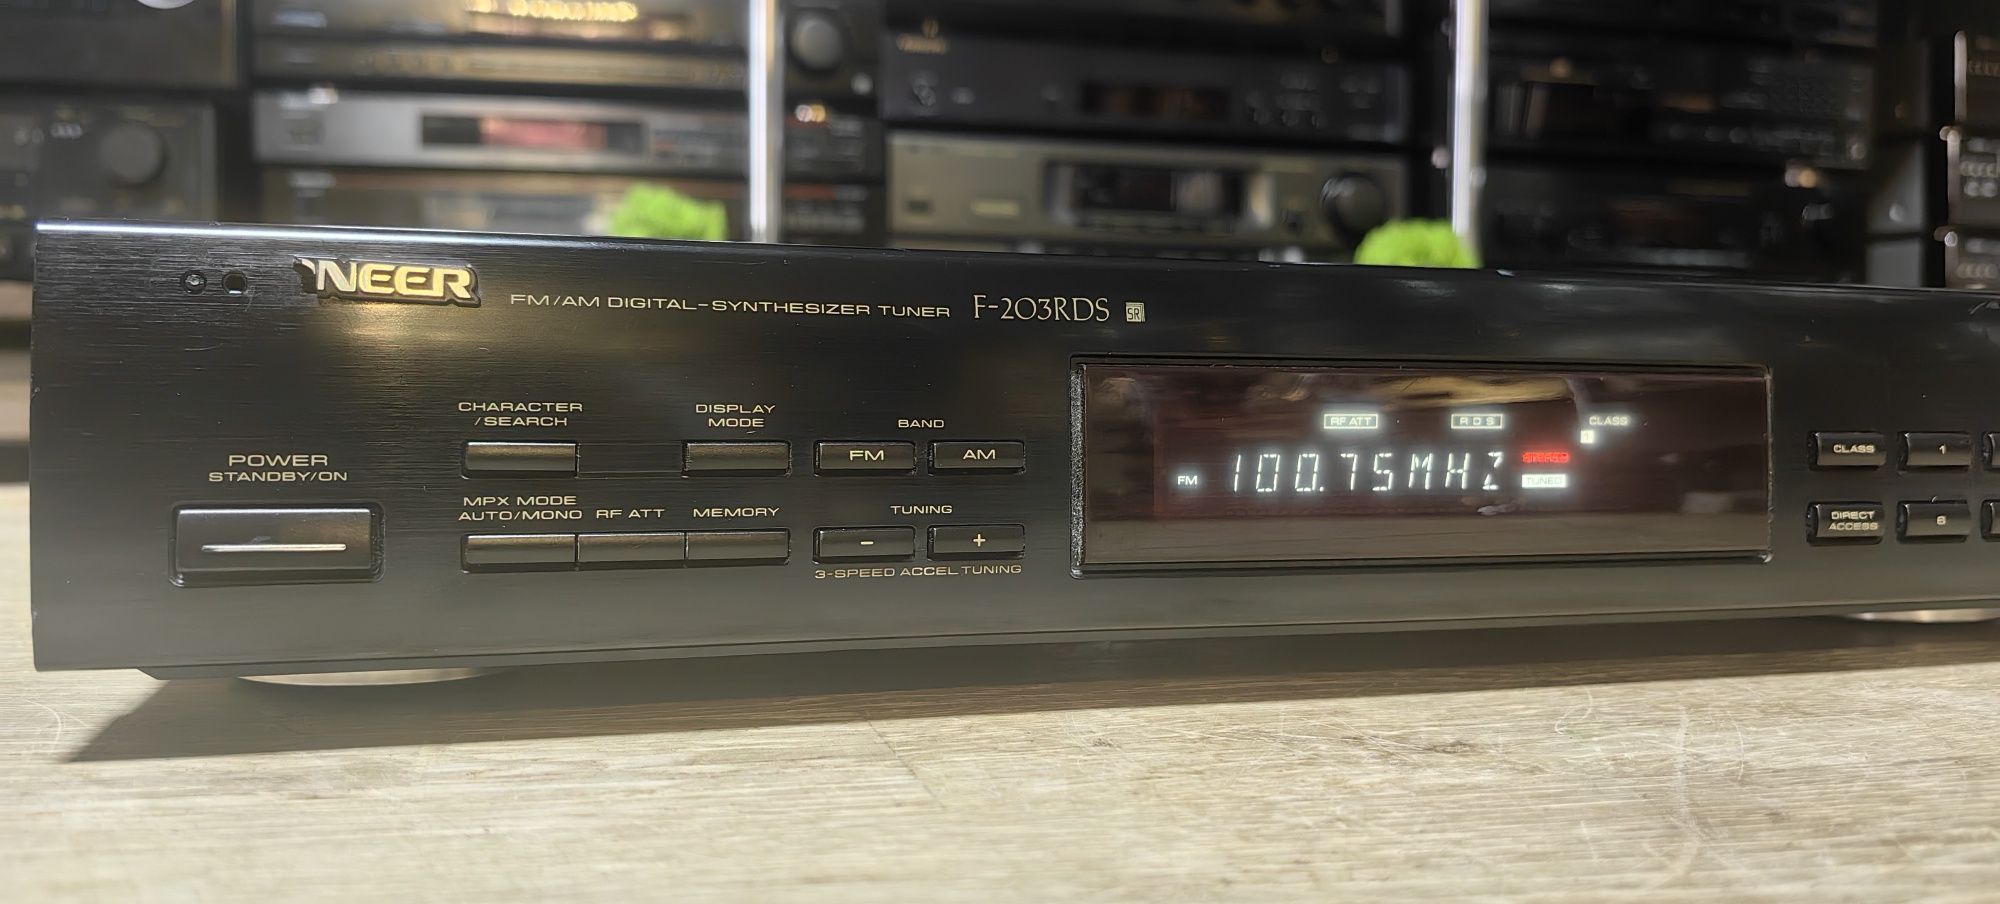 NEER
FM/AM DIGITAL-SYNTHESIZER TUNER F-203RDS SR
CHARACTER
/SEARCH
DISPLAY
MODE
BAND
FM
AM
POWER
STANDBY/ON
MPX MODE
AUTO/MONO
RF ATT
MEMORY
TUNING
-
+
3-SPEED ACCEL TUNING
RF ATT
RDS
CLASS
1
FM
100.75MHZ
STEREO
TUNED
CLASS
1
DIRECT
ACCESS
6